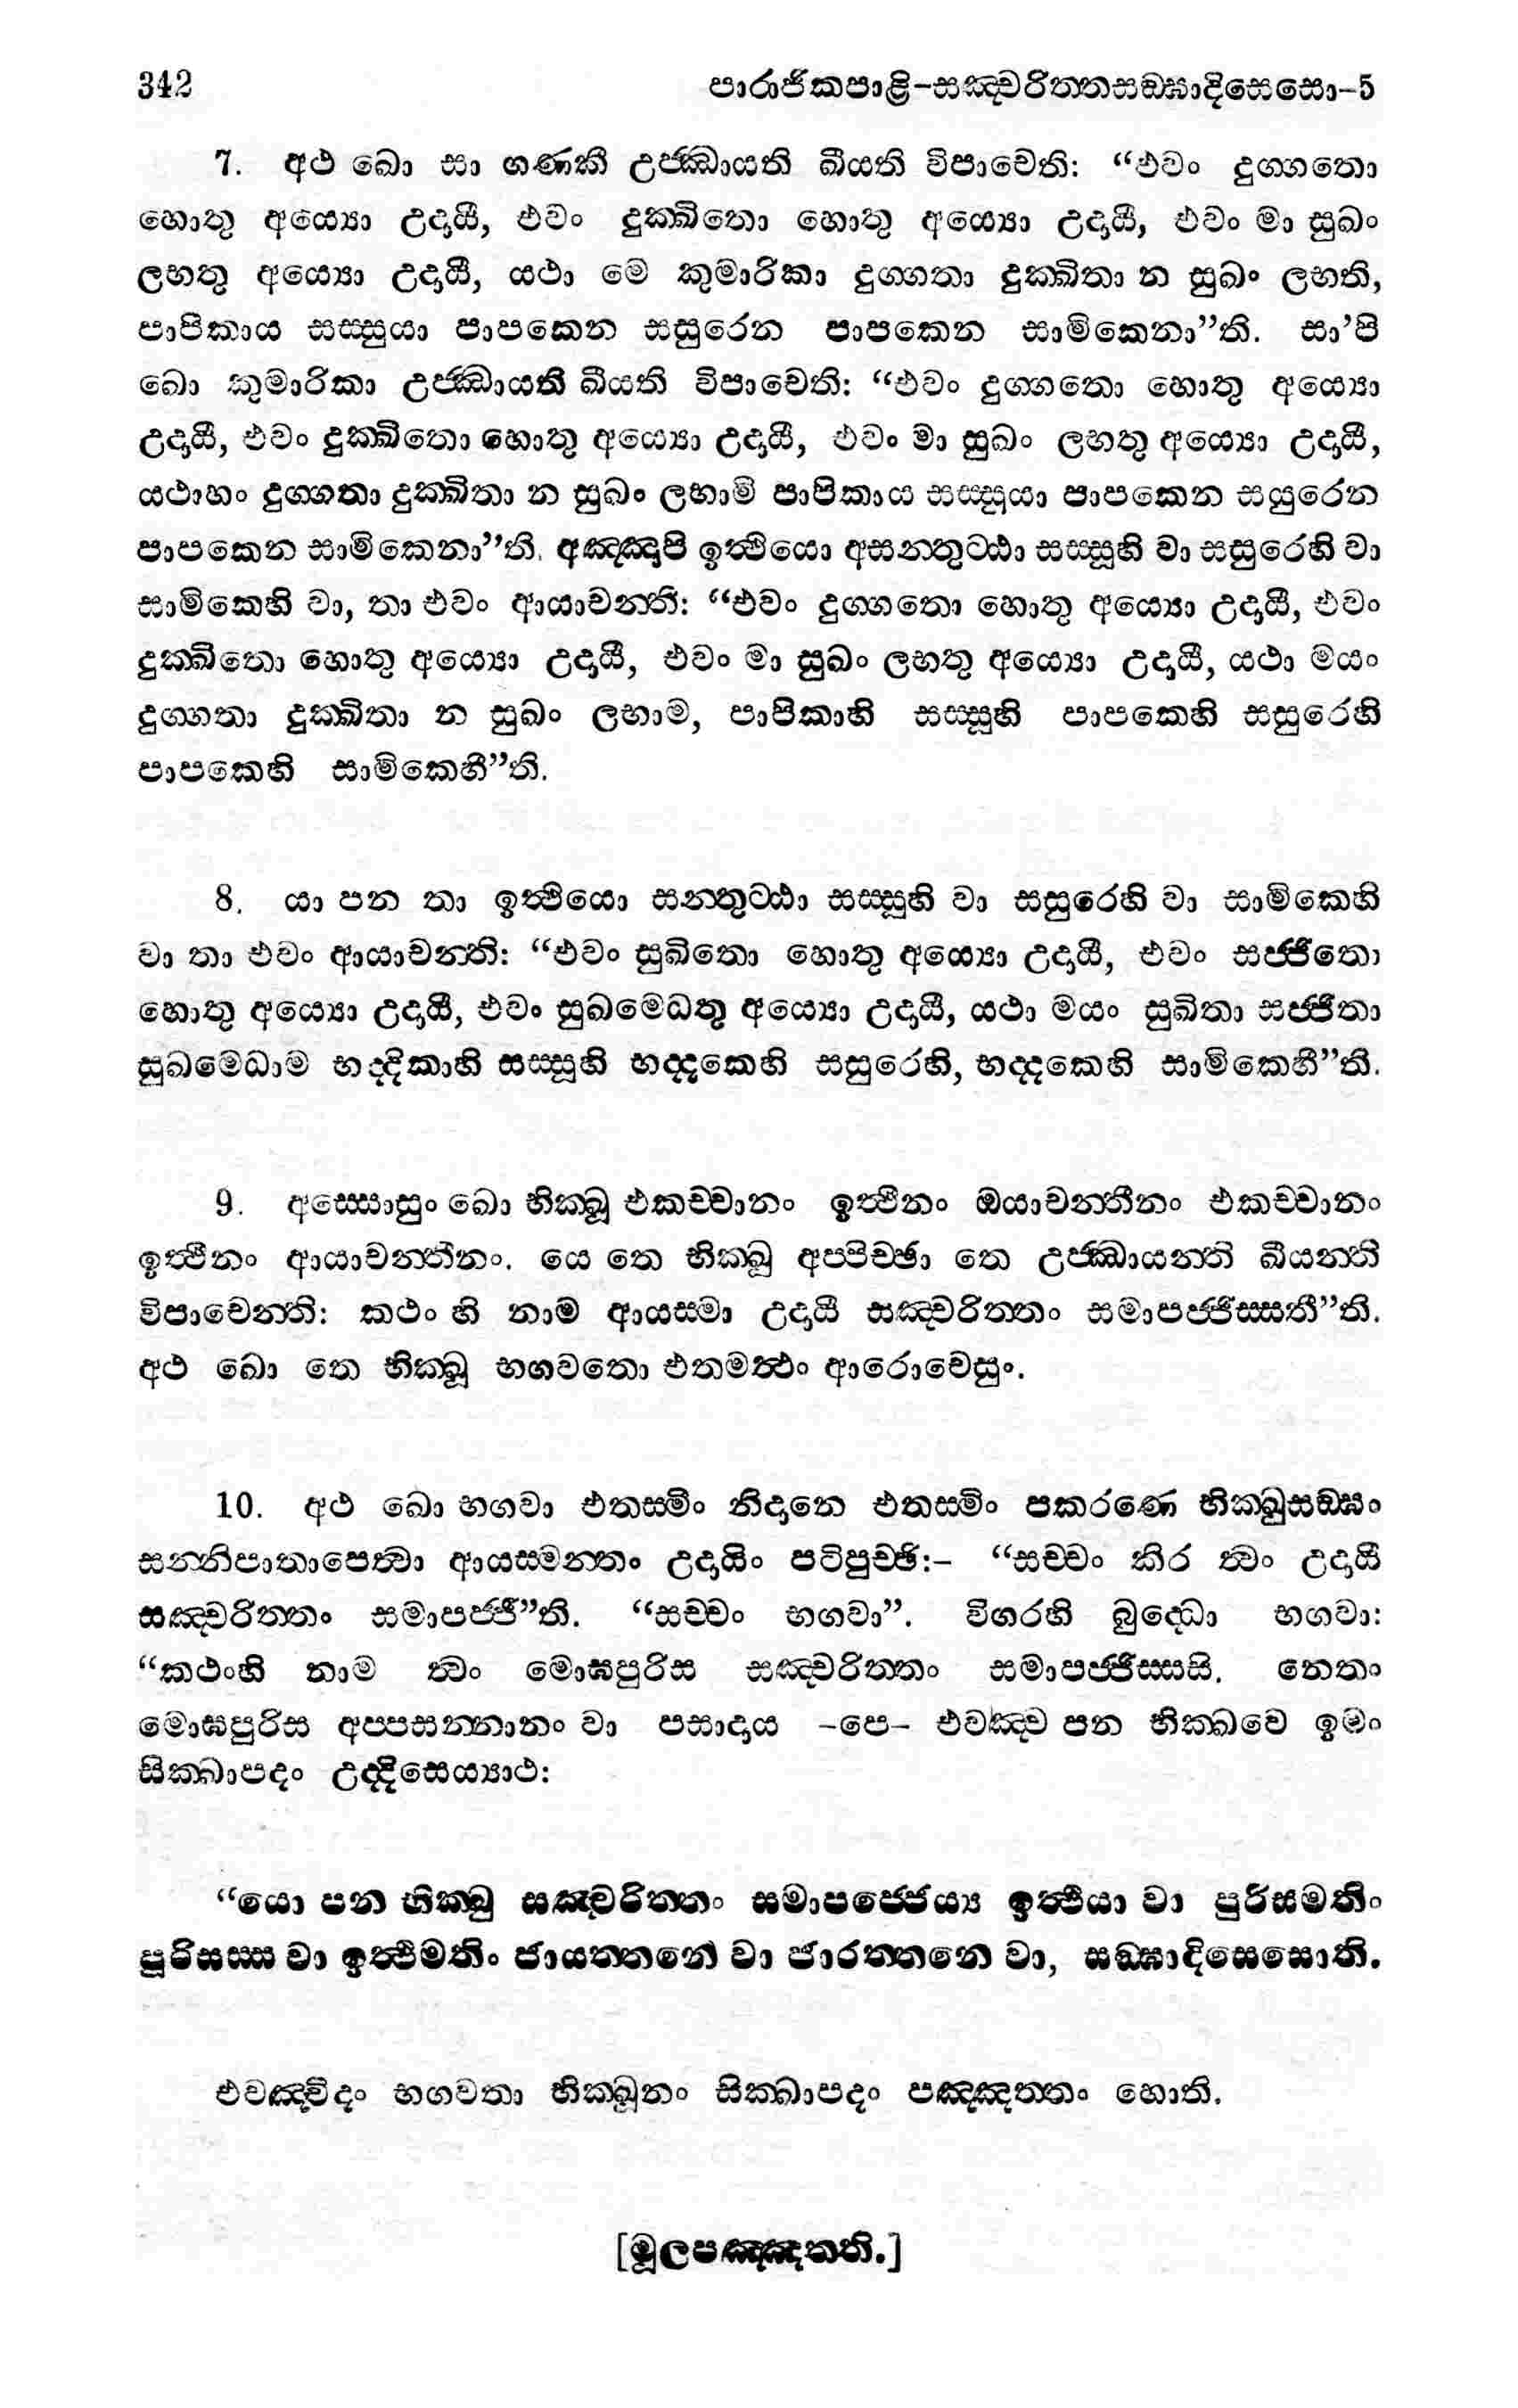 342 පාරාජිකපාළි-සඤ්චරිත්තසඞ්ඝාදිසෙසො-5
7. අථ ඛො සා ගණකී උජ්ඣායති ඛීයති විපාචෙති: “එවං දුග්ගතො
හොතු අය්‍යො උදායී, එවං දුක්ඛිතො හොතු අය්‍යො උදායී, එවං මා සුඛං
ලභතු අය්‍යො උදායී, යථා මෙ කුමාරිකා දුග්ගතා දුක්ඛිතා න සුඛං ලභති,
පාපිකාය සස්සුයා පාපකෙන සසුරෙන පාපකෙන සාමිකෙනා”ති. සා’පි
ඛො කුමාරිකා උජ්ඣායති ඛීයති විපාචෙති: “එවං දුග්ගතො හොතු අය්‍යො
උදායී, එවං දුක්ඛිතො හොතු අය්‍යො උදායී, එවං මා සුඛං ලභතු අය්‍යො උදායී,
යථාහං දුග්ගතා දුක්ඛිතා න සුඛං ලභාමි පාපිකාය සස්සුයා පාපකෙන සයුරෙන
පාපකෙන සාමිකෙනා”ති. අඤ්ඤාපි ඉත්ථියො අසන්තුට්ඨා සස්සූහි වා සසුරෙහි වා
සාමිකෙහි වා, තා එවං ආයාචන්ති: “එවං දුග්ගතො හොතු අය්‍යො උදායී, එවං
දුක්ඛිතො හොතු අය්‍යො උදායී, එවං මා සුඛං ලභතු අය්‍යො උදායී, යථා මයං
දුග්ගතා දුක්ඛිතා න සුඛං ලභාම, පාපිකාහි සස්සූහි පාපකෙහි සසුරෙහි
පාපකෙහි සාමිකෙහී”ති.
8. යා පන තා ඉත්ථියො සන්තුට්ඨා සස්සූහි වා සසුරෙහි වා සාමිකෙහි
වා තා එවං ආයාචන්ති: “එවං සුඛිතො හොතු අය්‍යො උදායී, එවං සජ්ජිතො
හොතු අය්‍යො උදායී, එවං සුඛමෙධතු අය්‍යො උදායී, යථා මයං සුඛිතා සජ්ජිතා
සුඛමෙධාම භද්දිකාහි සස්සූහි භද්දකෙහි සසුරෙහි, භද්දකෙහි සාමිකෙහී”ති.
9. අස්සොසුං ඛො භික්ඛූ එකච්චානං ඉත්ථීනං ඔයාචන්තීනං එකච්චානං
ඉත්ථීනං ආයාචන්තීනං. යෙ තෙ භික්ඛූ අප්පිච්ඡා තෙ උජ්ඣායන්ති ඛීයන්ති
විපාචෙන්ති: කථං හි නාම ආයස්මා උදායී සඤ්චරිත්තං සමාපජ්ජිස්සතී”ති.
අථ ඛො තෙ භික්ඛූ භගවතො එතමත්ථං ආරොචෙසුං.
10. අථ ඛො භගවා එතස්මිං නිදානෙ එතස්මිං පකරණෙ භික්ඛුසඞ්ඝං
සන්නිපාතාපෙත්වා ආයස්මන්තං උදායිං පටිපුච්ඡි:- “සච්චං කිර ත්වං උදායී
සඤ්චරිත්තං සමාපජ්ජී”ති. “සච්චං භගවා”. විගරහි බුද්ධො භගවා:
“කථංහි නාම ත්වං මොඝපුරිස සඤ්චරිත්තං සමාපජ්ජිස්සසි. නෙතං
මොඝපුරිස අප්පසන්නානං වා පසාදාය -පෙ- එවඤ්ච පන භික්ඛවෙ ඉමං
සික්ඛාපදං උද්දිසෙය්‍යාථ:
“යො පන භික්ඛු සඤ්චරිත්තං සමාපජ්ජෙය්‍ය ඉත්ථියා වා පුරිසමතිං
පුරිසස්ස වා ඉත්ථිමතිං ජායත්තනෙ වා ජාරත්තනෙ වා, සඞ්ඝාදිසෙසොති.
එවඤ්චිදං භගවතා භික්ඛූනං සික්ඛාපදං පඤ්ඤත්තං හොති.
[මූලපඤ්ඤත්ති.]